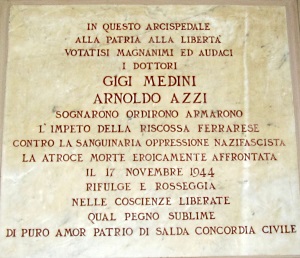 IN QUESTO ARCISPEDALE
ALLA PATRIA ALLA LIBERTA'
VOTATISI MAGNANIMI ED AUDACI
I DOTTORI
GIGI MEDINI
ARNOLDO AZZI
SOGNARONO ORDIRONO ARMARONO
L'IMPETO DELLA RISCOSSA FERRARESE
CONTRO LA SANGUINARIA OPPRESSIONE NAZIFASCISTA
LA ATROCE MORTE EROICAMENTE AFFRONTATA
IL 17 NOVEMBRE 1944
RIFULGE E ROSSEGGIA
NELLE COSCIENZE LIBERATE
QUAL PEGNO SUBLIME
DI PURO AMOR PATRIO DI SALDA CONCORDIA CIVILE